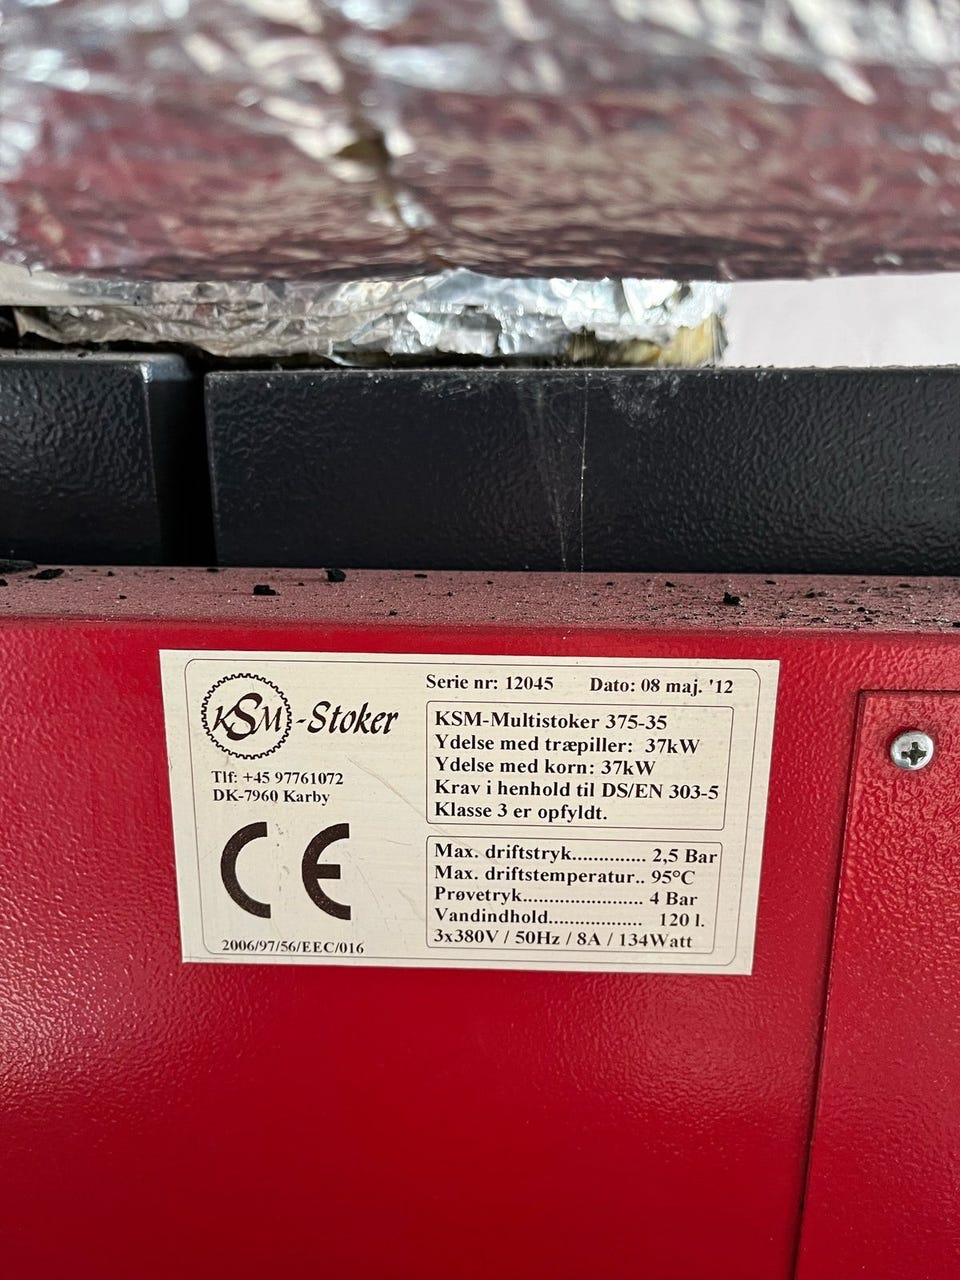 KSM-Stoker
Tlf: +45 97761072
DK-7960 Karby
CE
2006/97/56/EEC/016
Serie nr: 12045 Dato: 08 maj. '12
KSM-Multistoker 375-35
Ydelse med træpiller: 37kW
Ydelse med korn: 37kW
Krav i henhold til DS/EN 303-5
Klasse 3 er opfyldt.
Max. driftstryk.............. 2,5 Bar
Max. driftstemperatur.. 95°C
Prøvetryk....................... 4 Bar
Vandindhold.................. 120 l.
3x380V / 50Hz / 8A / 134Watt